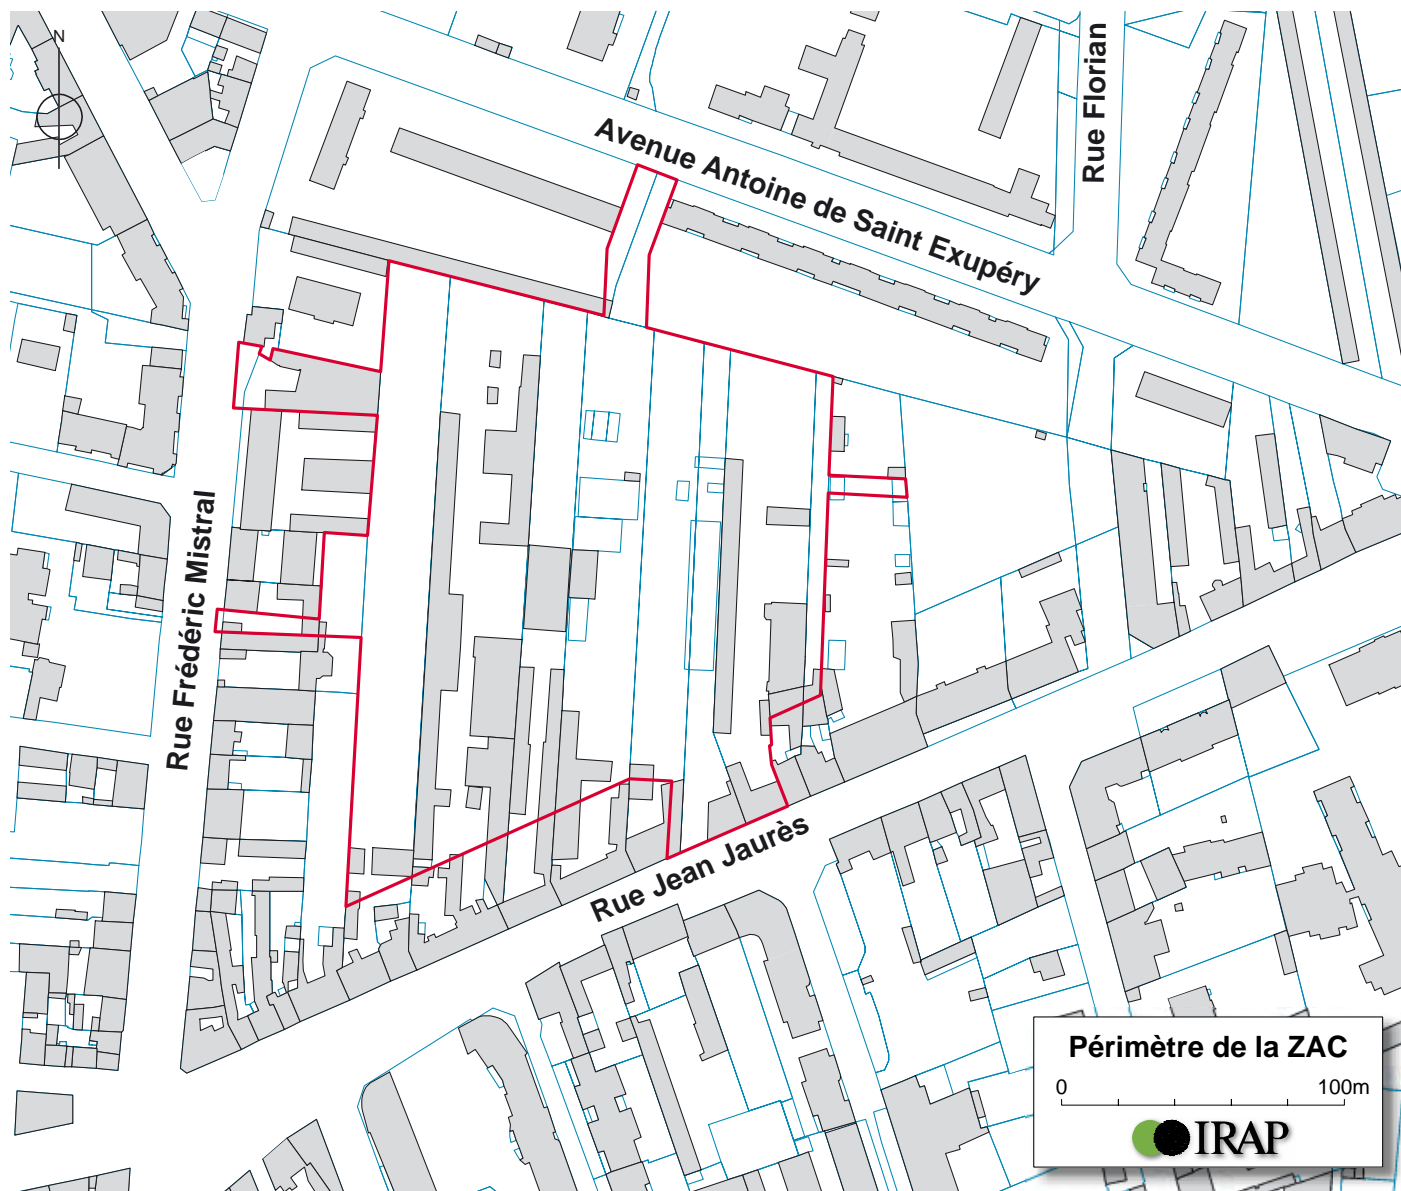 N
Avenue Antoine de Saint Exupéry
Rue Florian
Rue Frédéric Mistral
Rue Jean Jaurès
Périmètre de la ZAC
0 100m
IRAP